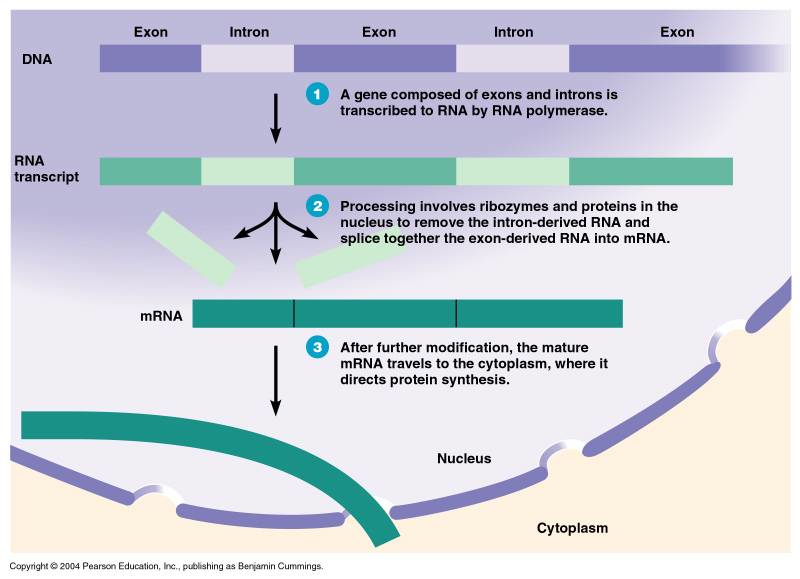 Exon Intron Exon Intron Exon
DNA
1 A gene composed of exons and introns is
transcribed to RNA by RNA polymerase.
RNA
transcript
2 Processing involves ribozymes and proteins in the
nucleus to remove the intron-derived RNA and
splice together the exon-derived RNA into mRNA.
mRNA
3 After further modification, the mature
mRNA travels to the cytoplasm, where it
directs protein synthesis.
Nucleus
Cytoplasm
Copyright © 2004 Pearson Education, Inc., publishing as Benjamin Cummings.